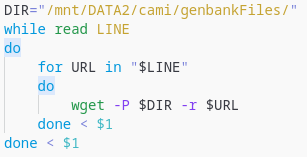 DIR="/mnt/DATA2/cami/genbankFiles/"
while read LINE
do
    for URL in "$LINE"
    do
        wget -P $DIR -r $URL
    done < $1
done < $1